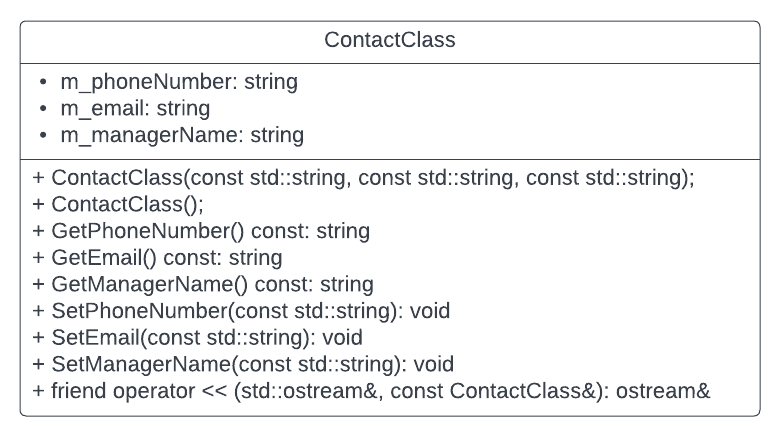 ContactClass
• m_phoneNumber: string
• m_email: string
• m_managerName: string
+ ContactClass(const std::string, const std::string, const std::string);
+ ContactClass();
+ GetPhoneNumber() const: string
+ GetEmail() const: string
+ GetManagerName() const: string
+ SetPhoneNumber(const std::string): void
+ SetEmail(const std::string): void
+ SetManagerName(const std::string): void
+ friend operator << (std::ostream&, const ContactClass&): ostream&